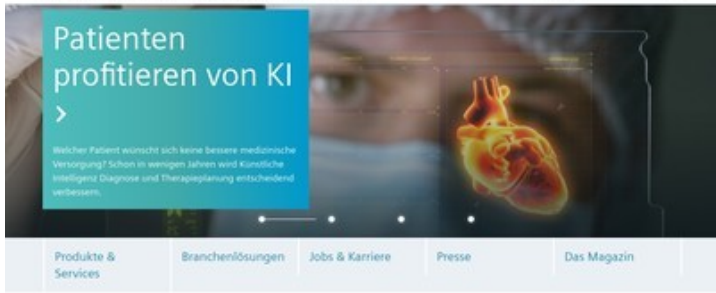 Patienten
profitieren von KI
Welcher Patient wünscht sich keine bessere medizinische
Versorgung? Schon in wenigen Jahren wird Künstliche
Intelligenz Diagnose und Therapieplanung entscheidend
verbessern.
Produkte &
Services
Branchenlösungen
Jobs & Karriere
Presse
Das Magazin